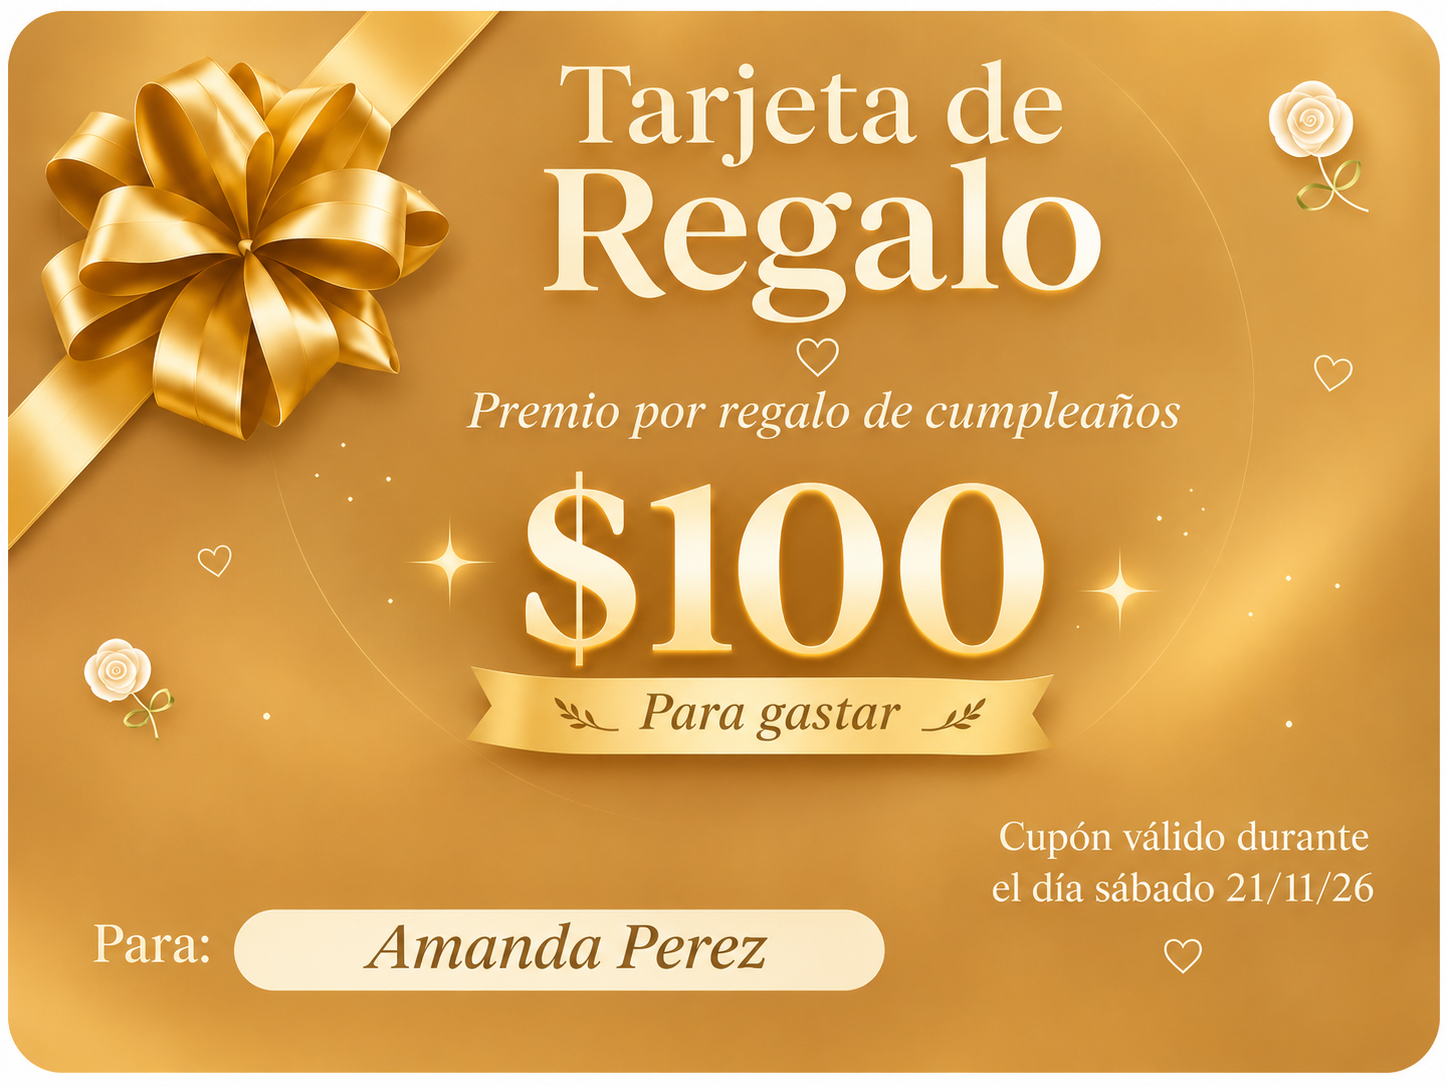 Tarjeta de
Regalo
Premio por regalo de cumpleaños
$100
Para gastar
Cupón válido durante
el día sábado 21/11/26
Para: Amanda Perez